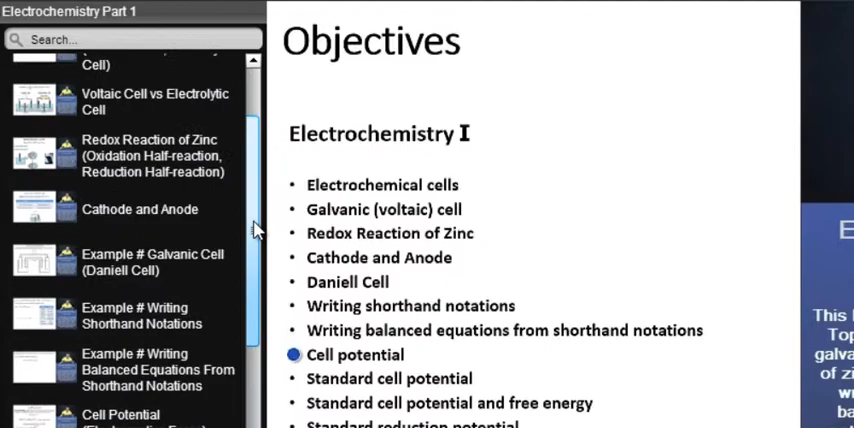 Electrochemistry Part 1
Search...
Cell)
Voltaic Cell vs Electrolytic
Cell
Redox Reaction of Zinc
(Oxidation Half-reaction,
Reduction Half-reaction)
Cathode and Anode
Example # Galvanic Cell
(Daniell Cell)
Example # Writing
Shorthand Notations
Example # Writing
Balanced Equations From
Shorthand Notations
Cell Potential
Objectives
Electrochemistry I
• Electrochemical cells
• Galvanic (voltaic) cell
• Redox Reaction of Zinc
• Cathode and Anode
• Daniell Cell
• Writing shorthand notations
• Writing balanced equations from shorthand notations
Cell potential
• Standard cell potential
• Standard cell potential and free energy
Standard reduction potential
E
This
Top
galva
of zi
w
ba